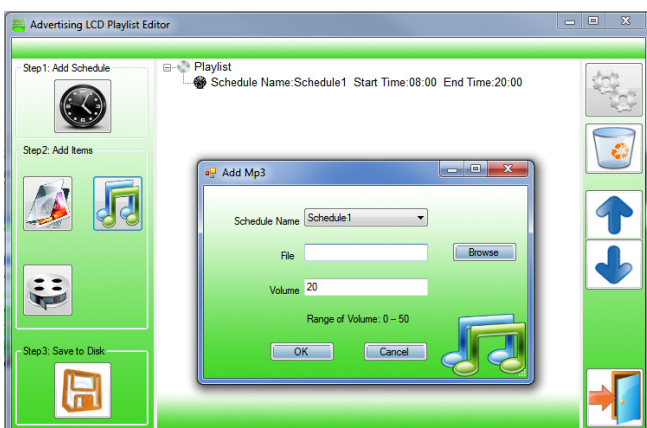 Advertising LCD Playlist Editor
Step1: Add Schedule
Playlist
Schedule Name:Schedule1 Start Time:08:00 End Time:20:00
Step2: Add Items
Add Mp3
Schedule Name Schedule1
File Browse
Volume 20
Range of Volume: 0 -- 50
OK Cancel
Step3: Save to Disk